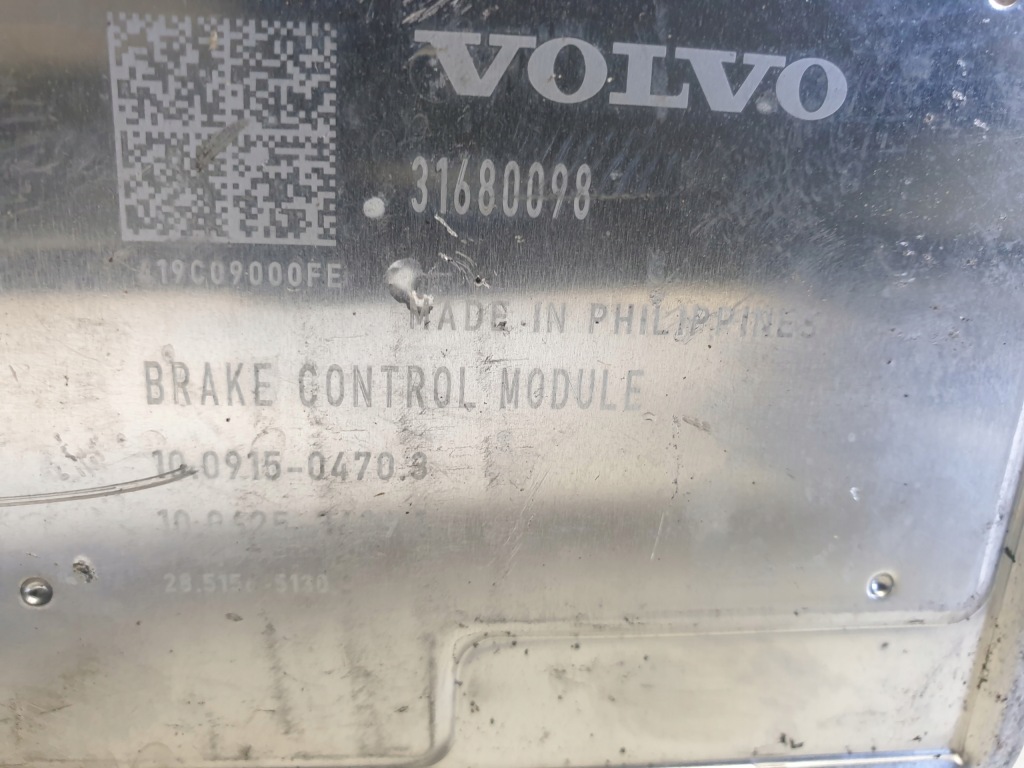 VOLVO
31680098
19C09000FE
MADE IN PHILIPPINES
BRAKE CONTROL MODULE
10.0915-0470.3